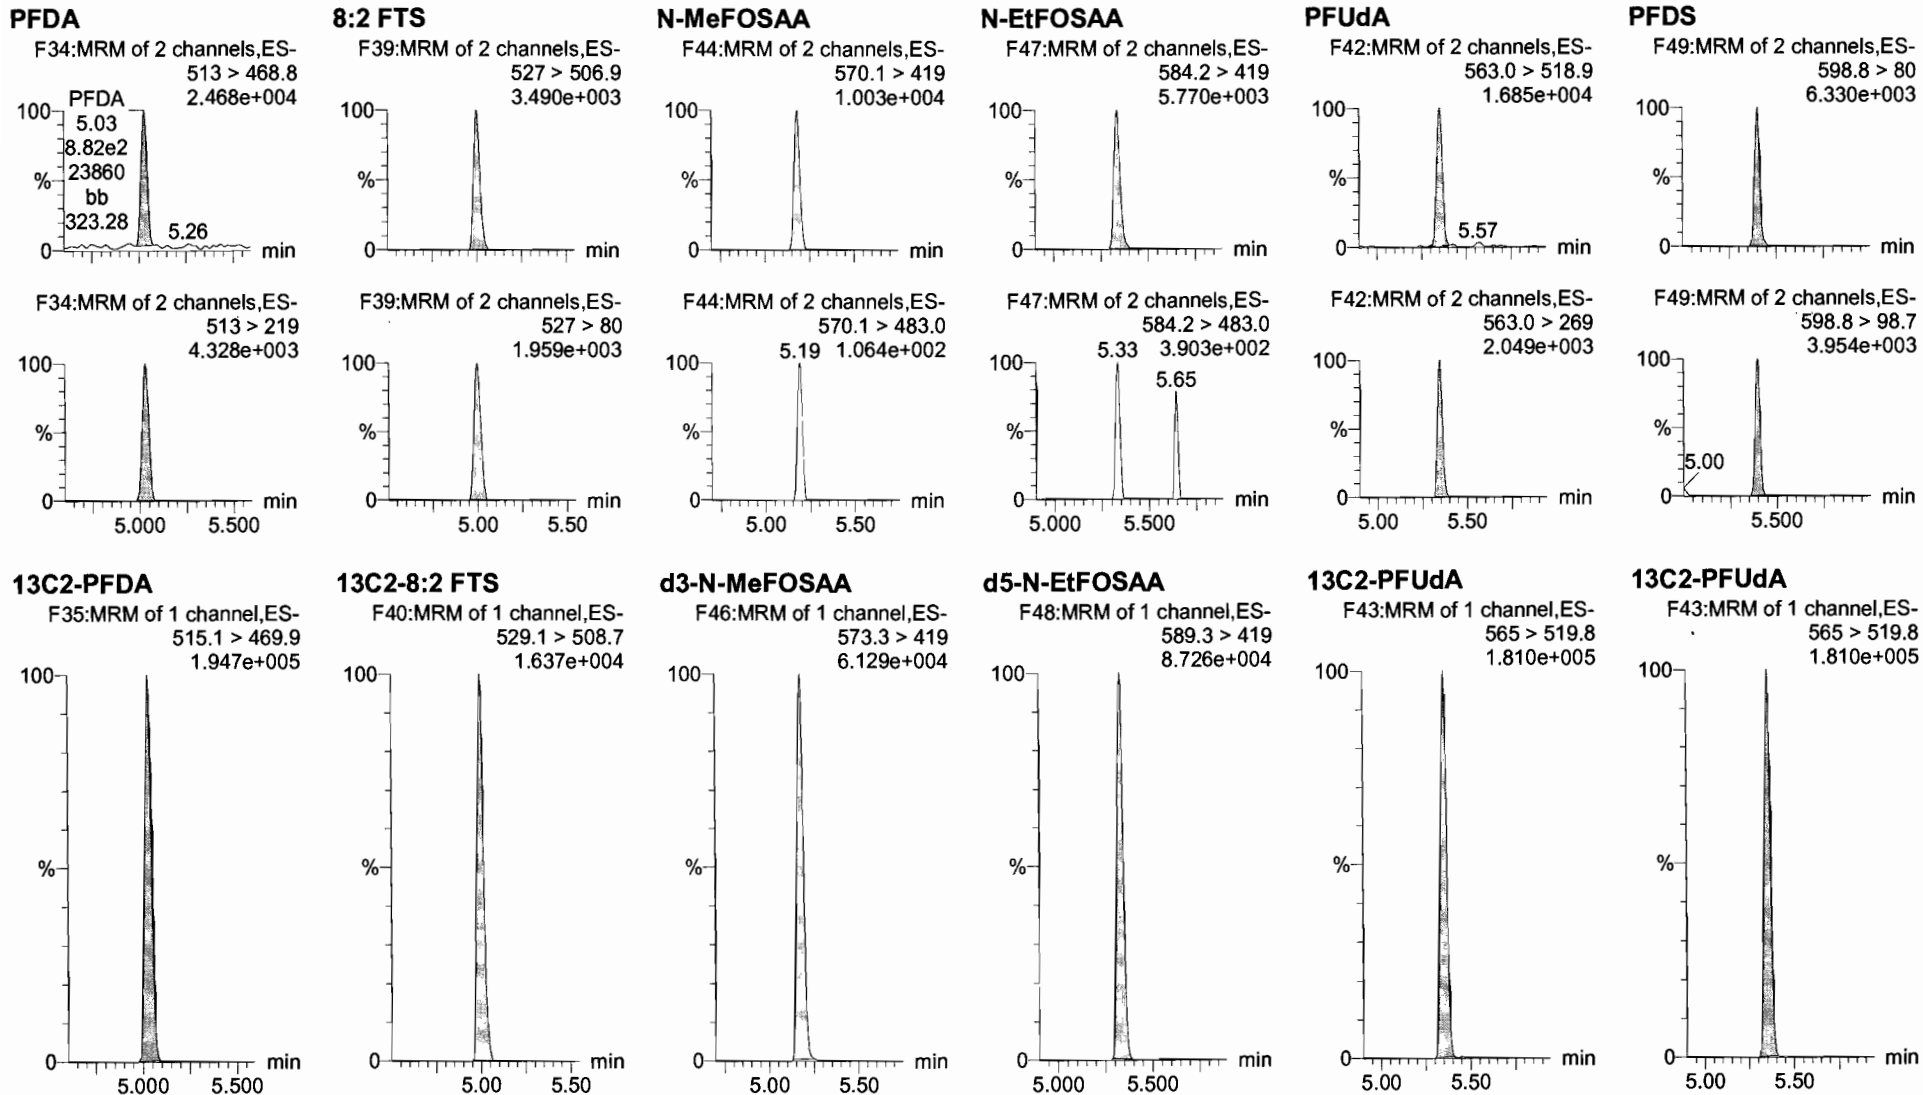 PFDA
F34:MRM of 2 channels,ES-
513 > 468.8
2.468e+004
100
PFDA
5.03
8.82e2
23860
bb
323.28
5.26
%
0
min
F34:MRM of 2 channels,ES-
513 > 219
4.328e+003
100
%
0
min
5.000 5.500
8:2 FTS
F39:MRM of 2 channels,ES-
527 > 506.9
3.490e+003
100
%
0
min
F39:MRM of 2 channels,ES-
527 > 80
1.959e+003
100
%
0
min
5.00 5.50
N-MeFOSAA
F44:MRM of 2 channels,ES-
570.1 > 419
1.003e+004
100
%
0
min
F44:MRM of 2 channels,ES-
570.1 > 483.0
5.19 1.064e+002
100
%
0
min
5.00 5.50
N-EtFOSAA
F47:MRM of 2 channels,ES-
584.2 > 419
5.770e+003
100
%
0
min
F47:MRM of 2 channels,ES-
584.2 > 483.0
5.33 3.903e+002
100
5.65
%
0
min
5.000 5.500
PFUdA
F42:MRM of 2 channels,ES-
563.0 > 518.9
1.685e+004
100
%
5.57
0
min
F42:MRM of 2 channels,ES-
563.0 > 269
2.049e+003
100
%
0
min
5.00 5.50
PFDS
F49:MRM of 2 channels,ES-
598.8 > 80
6.330e+003
100
%
0
min
F49:MRM of 2 channels,ES-
598.8 > 98.7
3.954e+003
100
%
5.00
0
min
5.500
13C2-PFDA
F35:MRM of 1 channel,ES-
515.1 > 469.9
1.947e+005
100
%
0
min
5.000 5.500
13C2-8:2 FTS
F40:MRM of 1 channel,ES-
529.1 > 508.7
1.637e+004
100
%
0
min
5.00 5.50
d3-N-MeFOSAA
F46:MRM of 1 channel,ES-
573.3 > 419
6.129e+004
100
%
0
min
5.00 5.50
d5-N-EtFOSAA
F48:MRM of 1 channel,ES-
589.3 > 419
8.726e+004
100
%
0
min
5.000 5.500
13C2-PFUdA
F43:MRM of 1 channel,ES-
565 > 519.8
1.810e+005
100
%
0
min
5.00 5.50
13C2-PFUdA
F43:MRM of 1 channel,ES-
565 > 519.8
1.810e+005
100
%
0
min
5.00 5.50